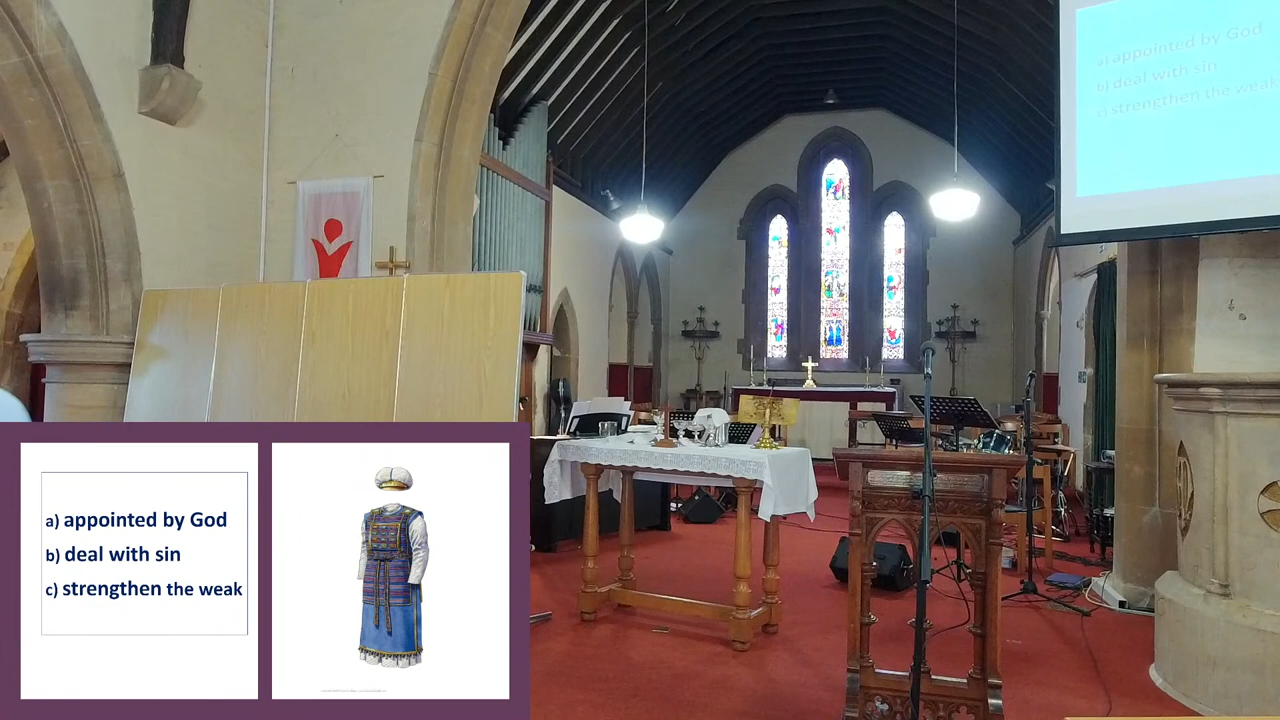 a) appointed by God
b) deal with sin
c) strengthen the weak
a) appointed by God
b) deal with sin
c) strengthen the weak